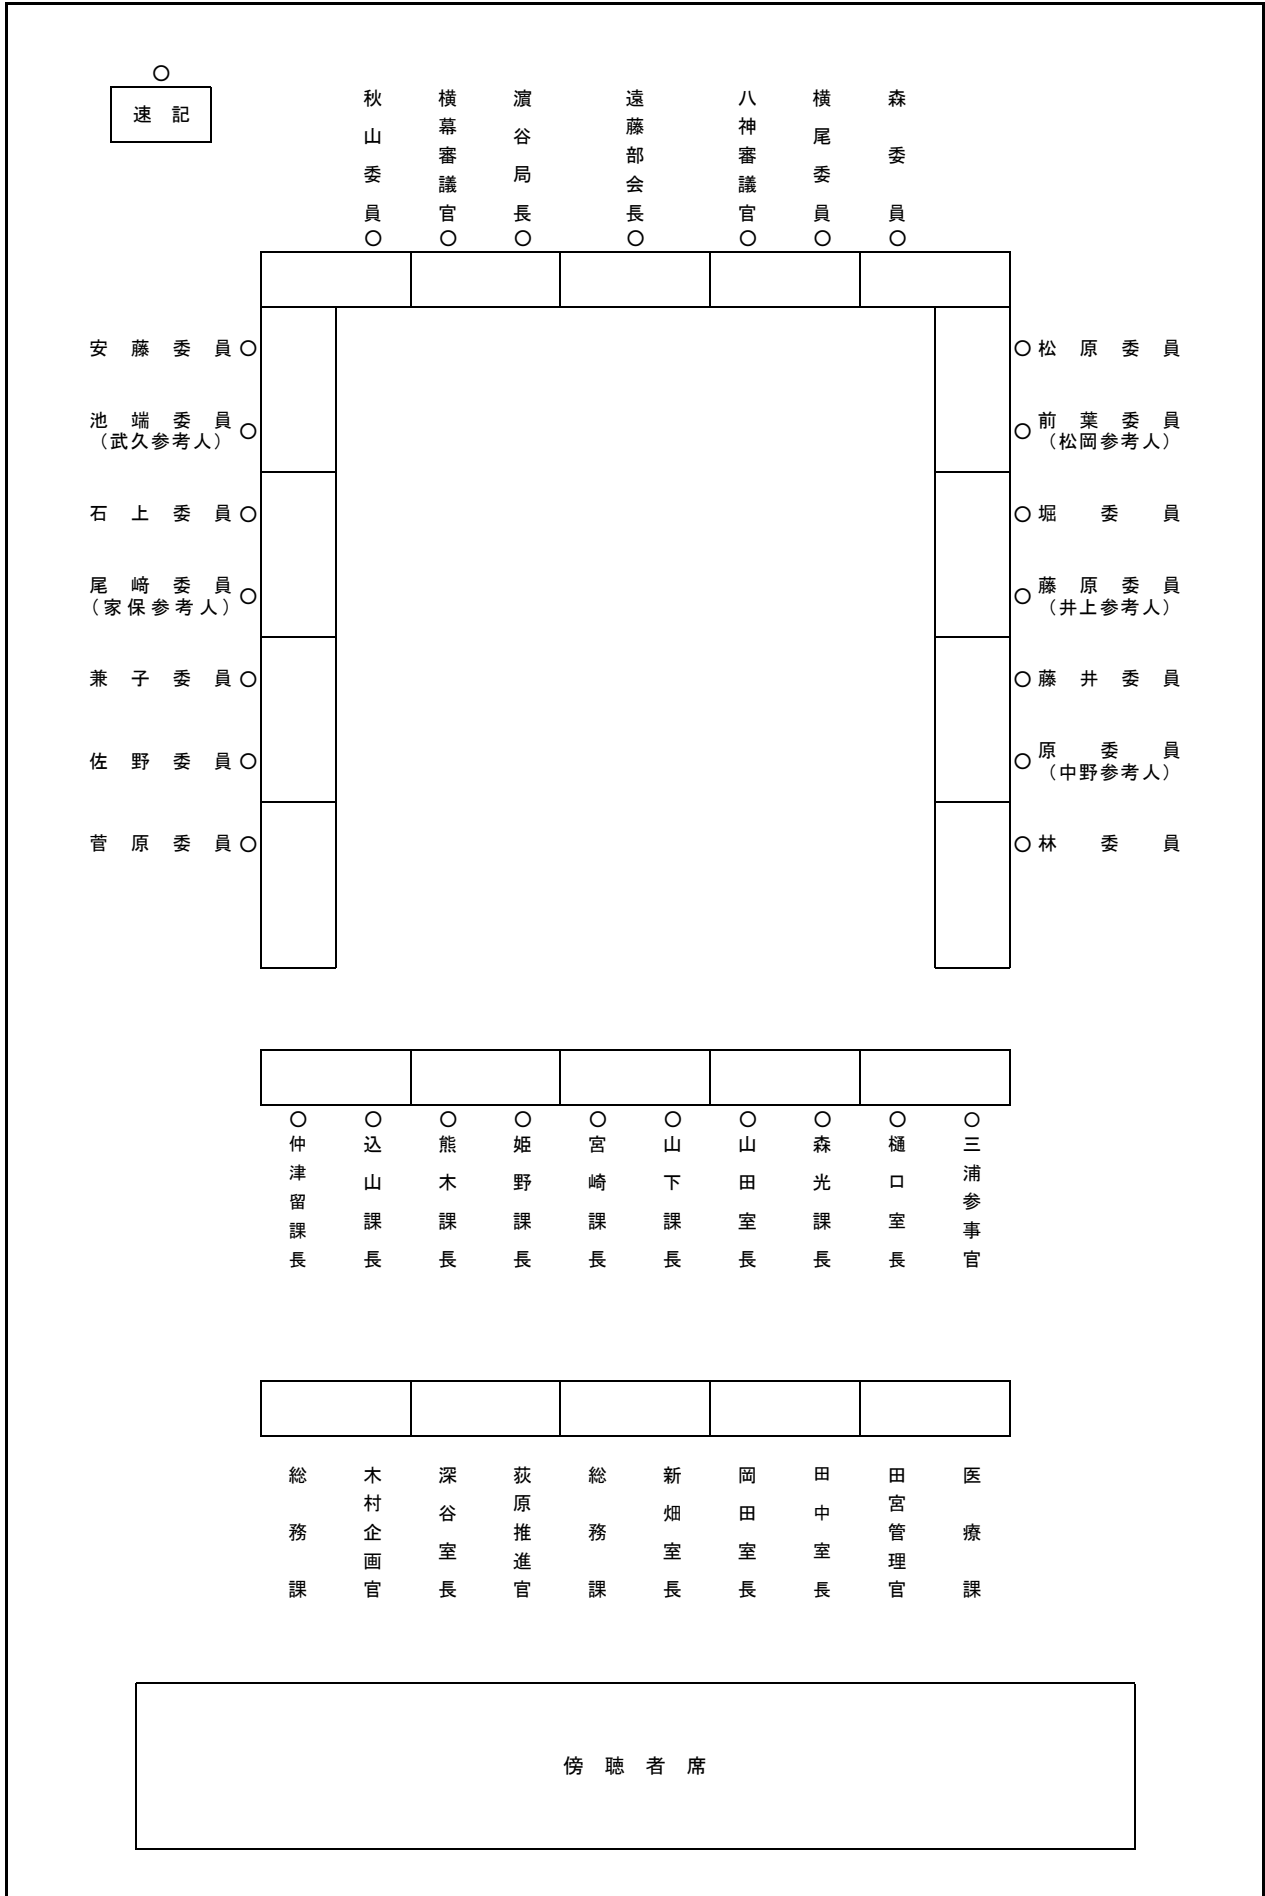 ○
速記
秋山委員○
横幕審議官○
濵谷局長○
遠藤部会長○
八神審議官○
横尾委員○
森委員○
安藤委員○
池端委員○
（武久参考人）
石上委員○
尾﨑委員○
（家保参考人）
兼子委員○
佐野委員○
菅原委員○
○松原委員
○前葉委員
（松岡参考人）
○堀委員
○藤原委員
（井上参考人）
○藤井委員
○原委員
（中野参考人）
○林委員
○仲津留課長
○込山課長
○熊木課長
○姫野課長
○宮崎課長
○山下課長
○山田室長
○森光課長
○樋口室長
○三浦参事官
総務課
木村企画官
深谷室長
荻原推進官
総務課
新畑室長
岡田室長
田中室長
田宮管理官
医療課
傍聴者席